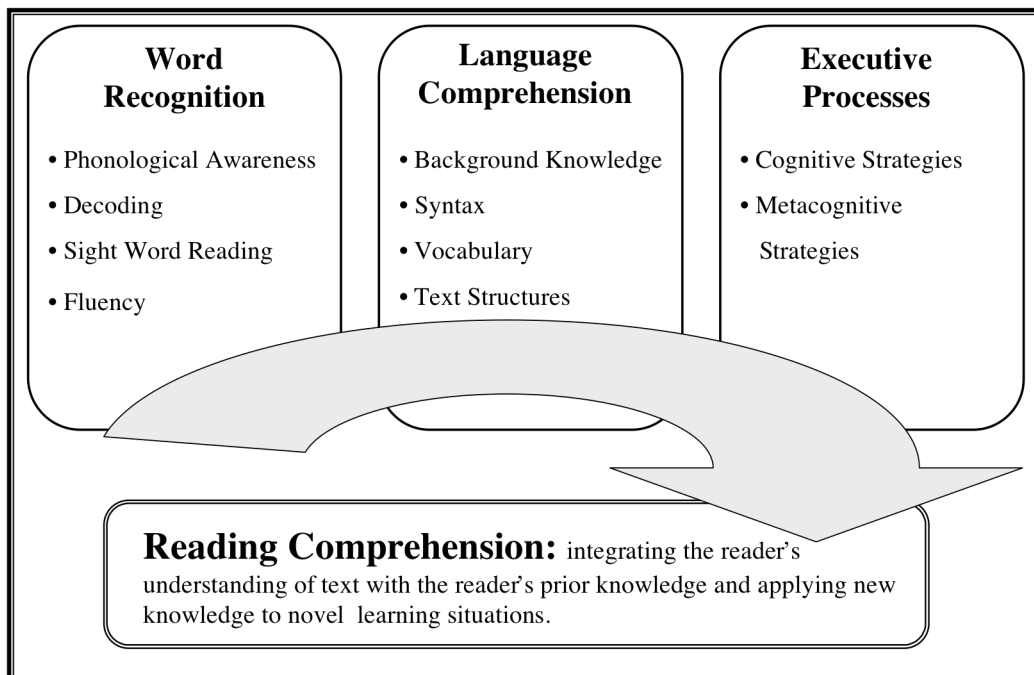 Word
Recognition
• Phonological Awareness
• Decoding
• Sight Word Reading
• Fluency
Language
Comprehension
• Background Knowledge
• Syntax
• Vocabulary
• Text Structures
Executive
Processes
• Cognitive Strategies
• Metacognitive
Strategies
Reading Comprehension: integrating the reader's
understanding of text with the reader's prior knowledge and applying new
knowledge to novel learning situations.